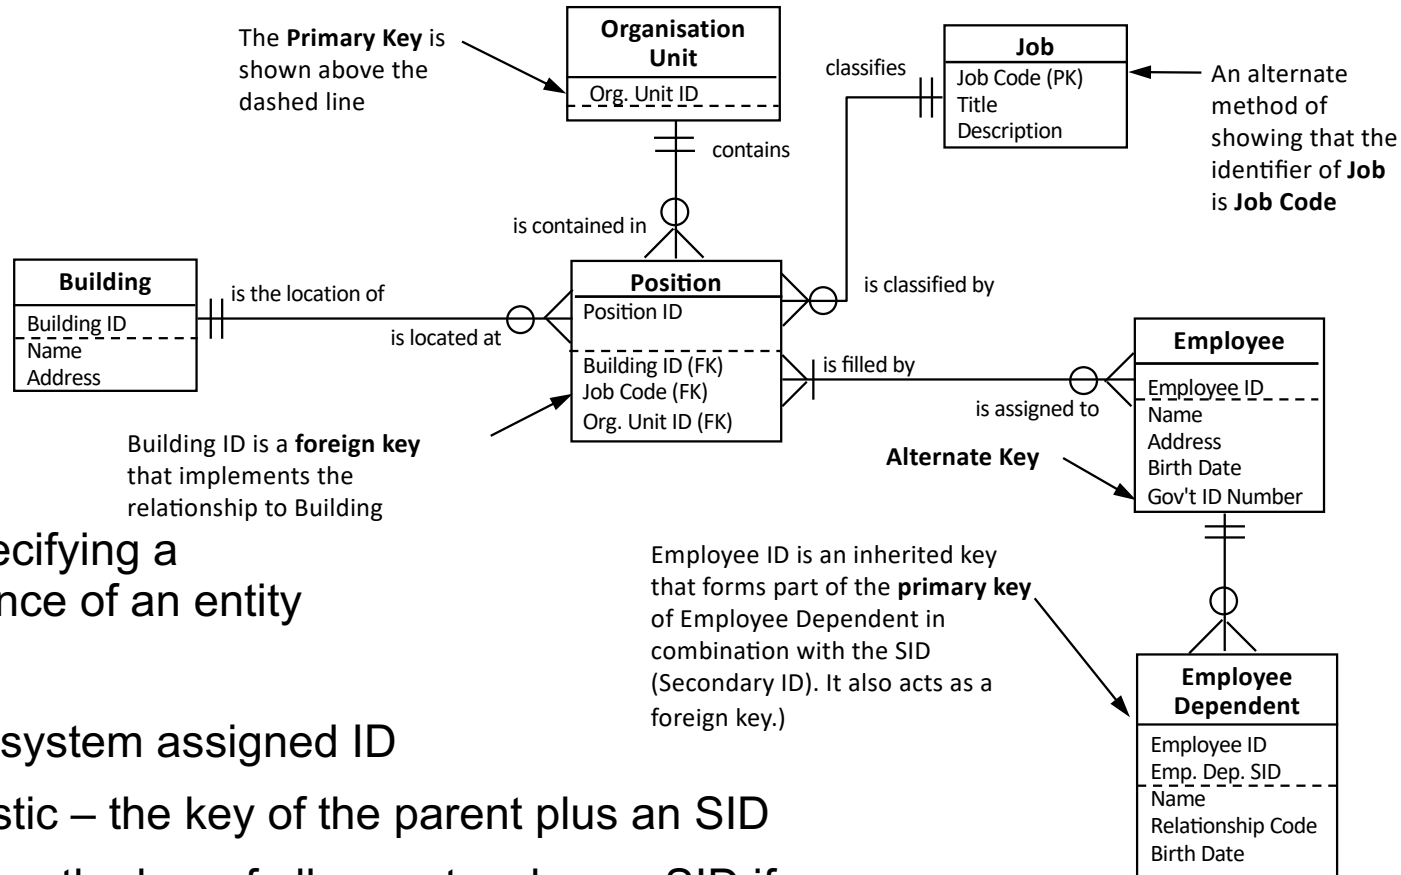 The Primary Key is
shown above the
dashed line
Organisation
Unit
Org. Unit ID
contains
is contained in
classifies
Job
Job Code (PK)
Title
Description
An alternate
method of
showing that the
identifier of Job
is Job Code
Building
Building ID
Name
Address
is the location of
is located at
Position
Position ID
Building ID (FK)
Job Code (FK)
Org. Unit ID (FK)
is classified by
is filled by
is assigned to
Employee
Employee ID
Name
Address
Birth Date
Gov't ID Number
Alternate Key
Building ID is a foreign key
that implements the
relationship to Building
ecifying a
nce of an entity
Employee ID is an inherited key
that forms part of the primary key
of Employee Dependent in
combination with the SID
(Secondary ID). It also acts as a
foreign key.)
Employee
Dependent
Employee ID
Emp. Dep. SID
Name
Relationship Code
Birth Date
system assigned ID
stic – the key of the parent plus an SID